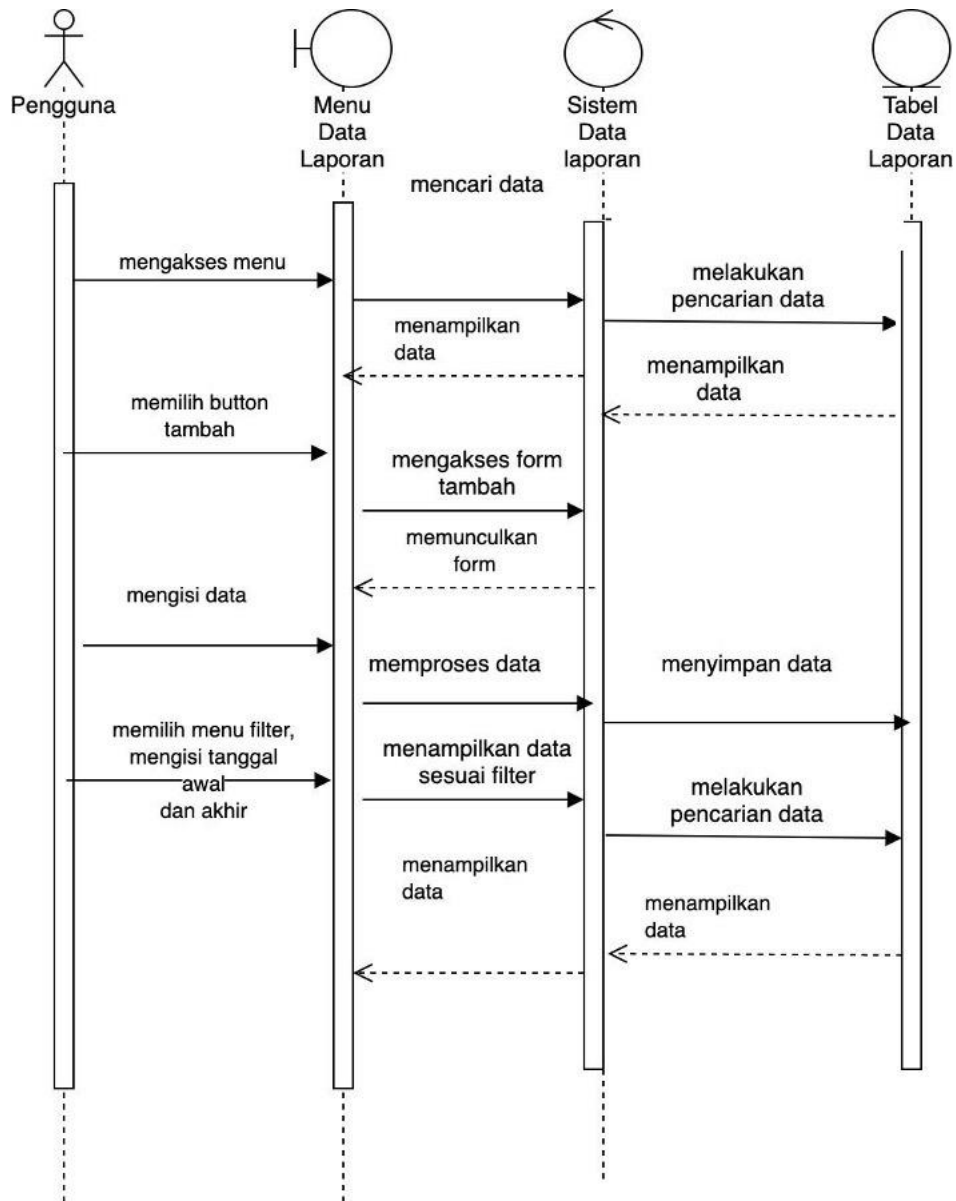 Pengguna
Menu
Data
Laporan
Sistem
Data
laporan
Tabel
Data
Laporan
mencari data
mengakses menu
melakukan
pencarian data
menampilkan
data
menampilkan
data
memilih button
tambah
mengakses form
tambah
memunculkan
form
mengisi data
memproses data
menyimpan data
memilih menu filter,
mengisi tanggal
awal
dan akhir
menampilkan data
sesuai filter
melakukan
pencarian data
menampilkan
data
menampilkan
data